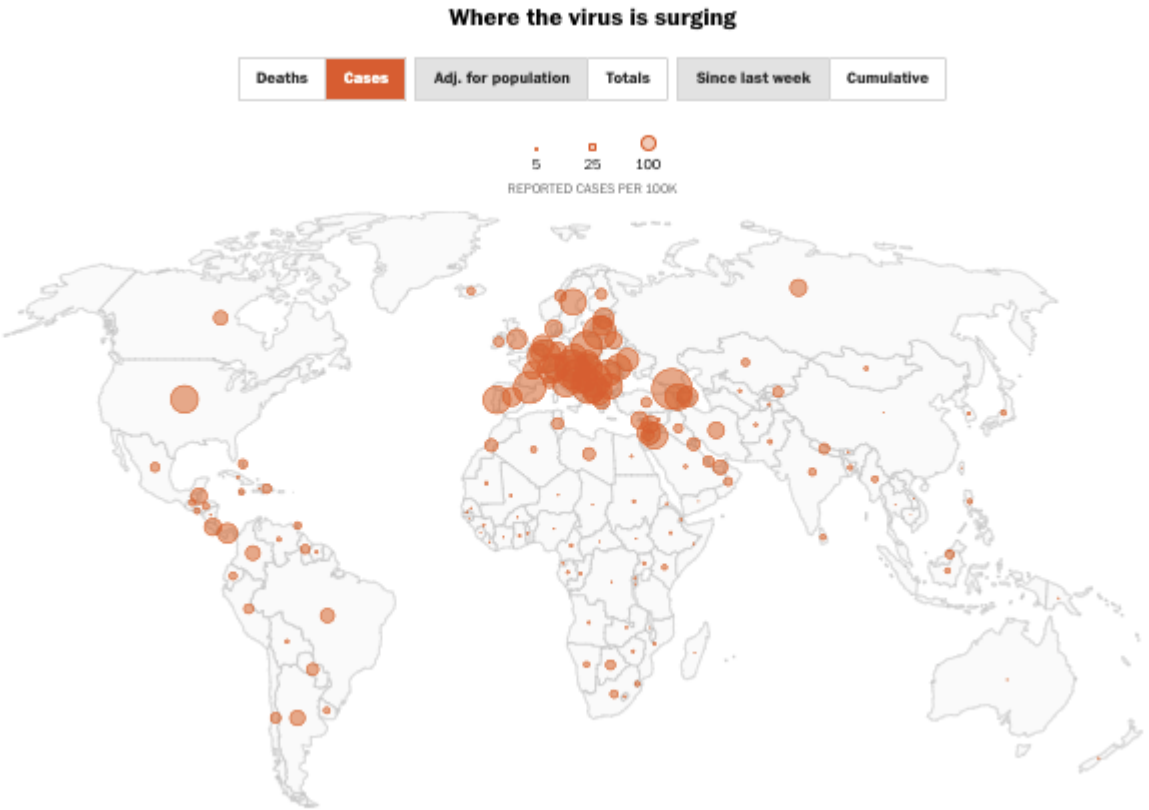 Where the virus is surging
Deaths Cases Adj. for population Totals Since last week Cumulative
5 25 100
REPORTED CASES PER 100K